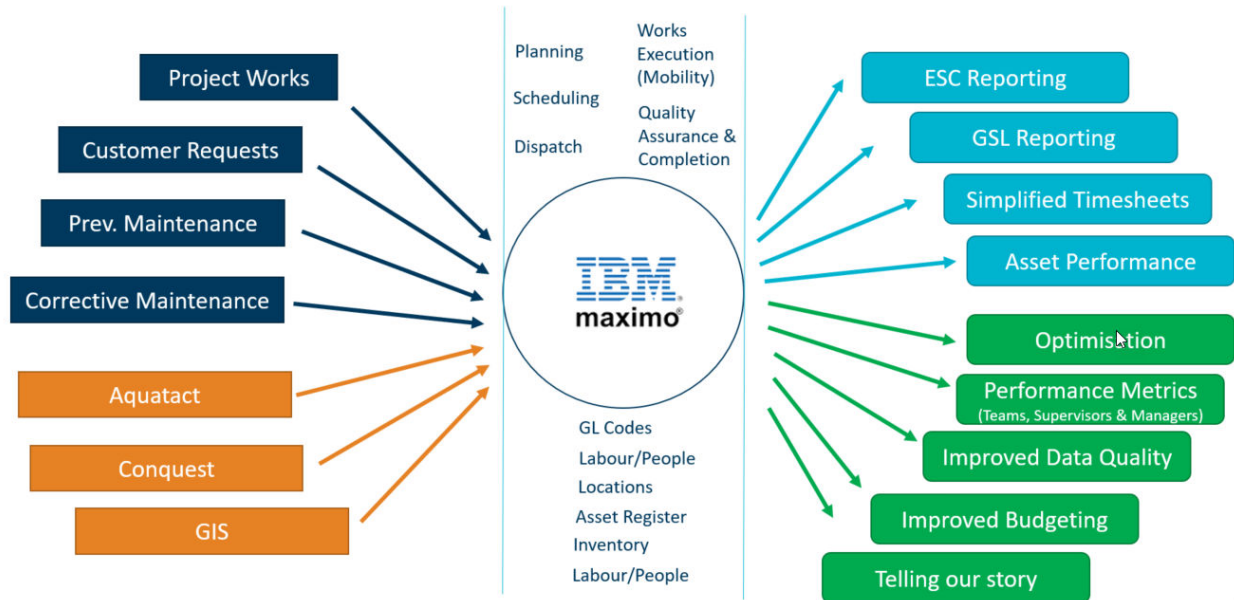 Project Works
Customer Requests
Prev. Maintenance
Corrective Maintenance
Aquatact
Conquest
GIS
Planning
Scheduling
Dispatch
Works
Execution
(Mobility)
Quality
Assurance &
Completion
IBM®
maximo®
GL Codes
Labour/People
Locations
Asset Register
Inventory
Labour/People
ESC Reporting
GSL Reporting
Simplified Timesheets
Asset Performance
Optimisation
Performance Metrics
(Teams, Supervisors & Managers)
Improved Data Quality
Improved Budgeting
Telling our story